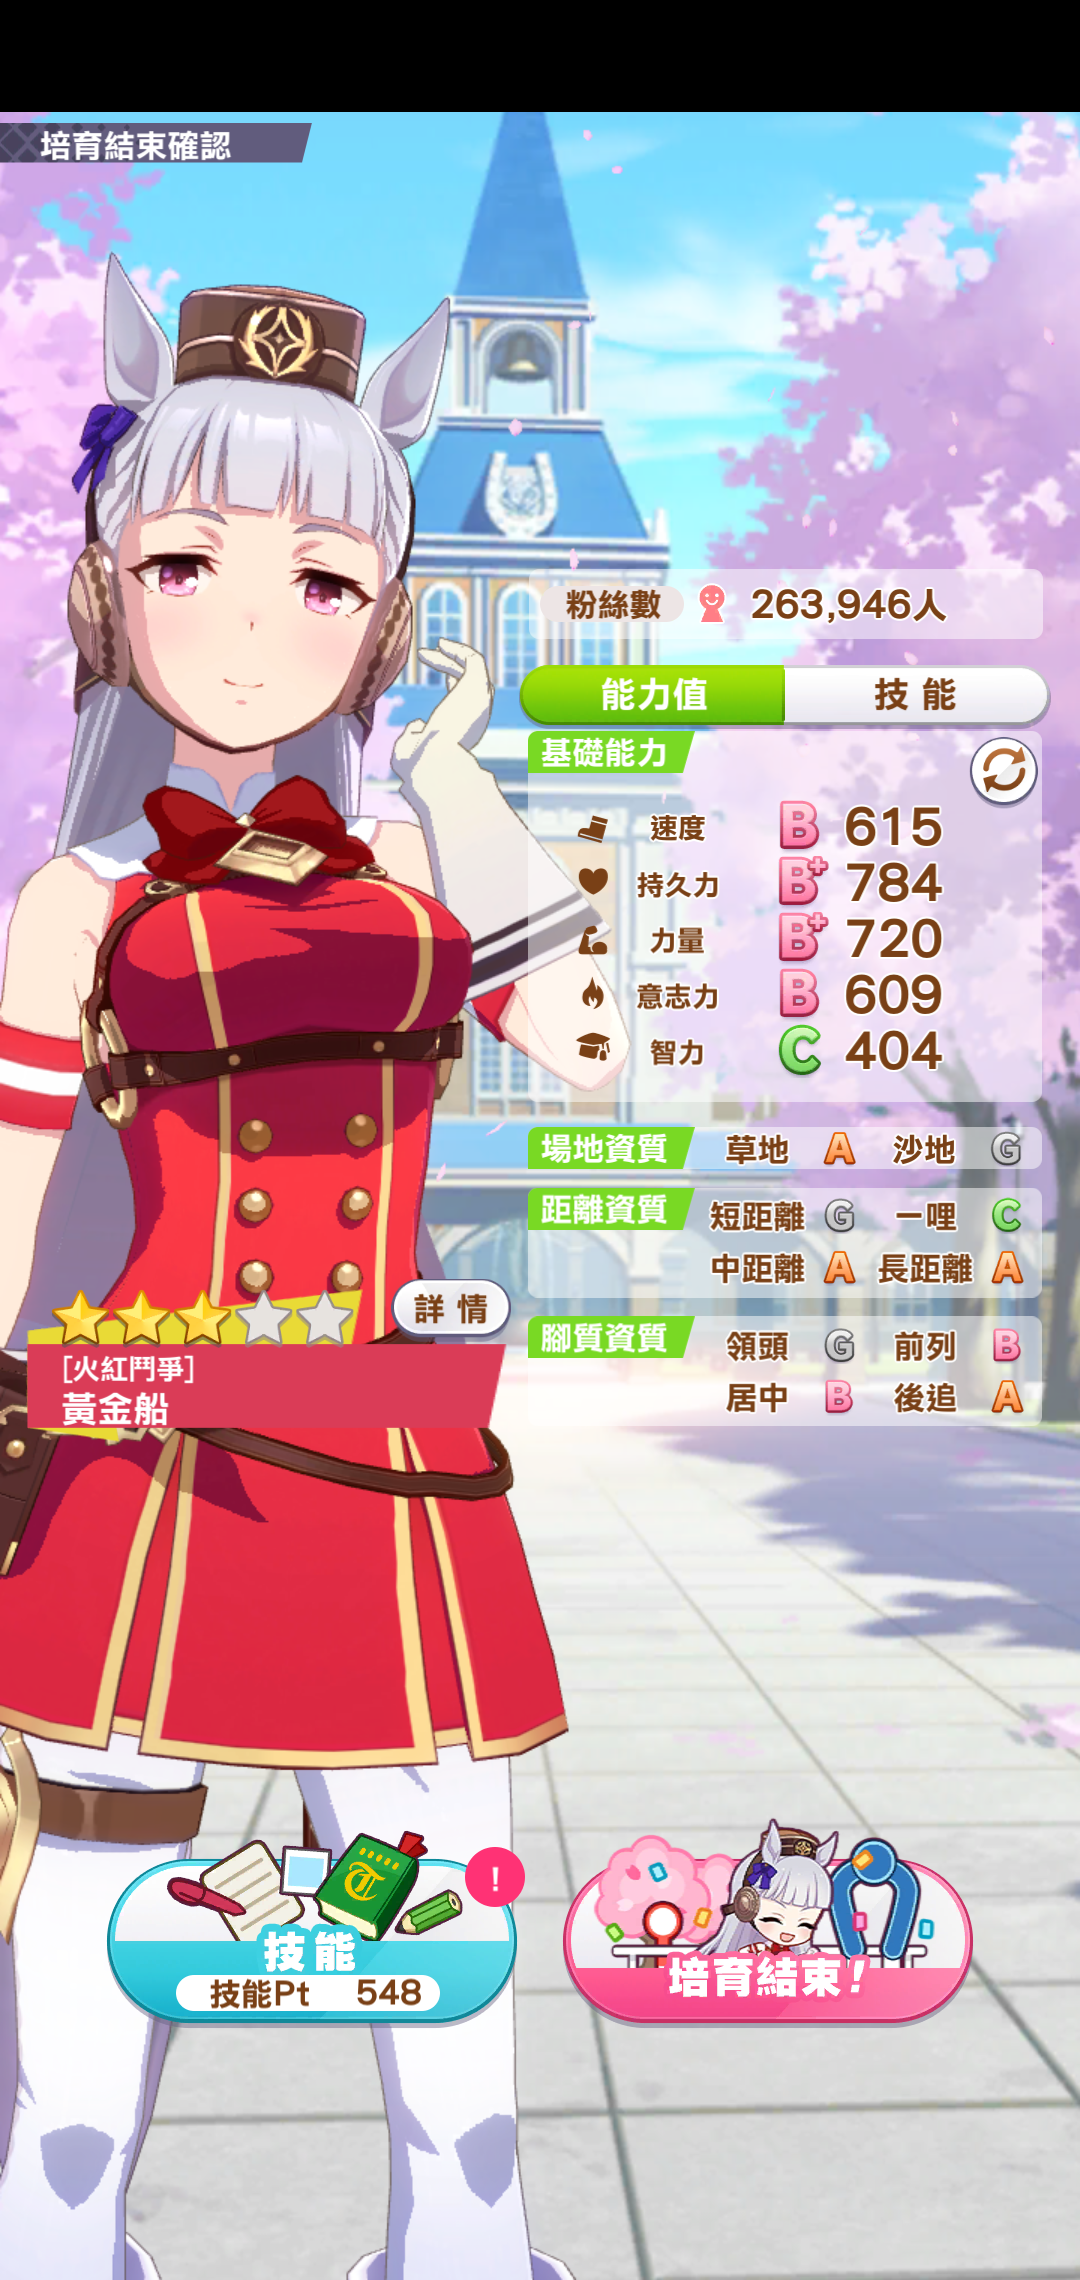 培育結束確認
粉絲數 263,946人
能力值 技能
基礎能力
速度 B 615
持久力 B+ 784
力量 B+ 720
意志力 B 609
智力 C 404
場地資質 草地 A 沙地 G
距離資質 短距離 G 一哩 C
中距離 A 長距離 A
腳質資質 領頭 G 前列 B
居中 B 後追 A
詳情
[火紅鬥爭]
黃金船
!
T
技能
技能Pt 548
培育結束!